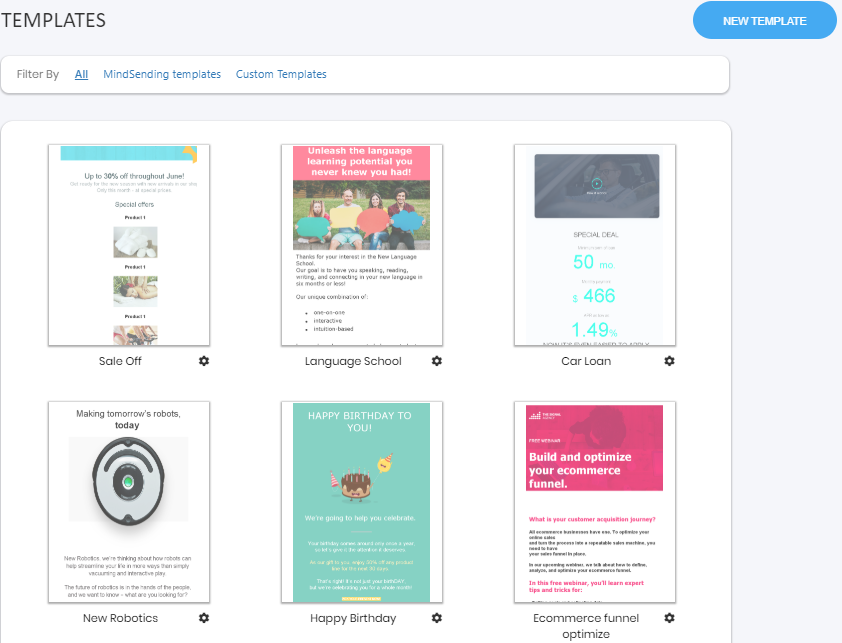 TEMPLATES
NEW TEMPLATE
Filter By All MindSending templates Custom Templates
Up to 30% off throughout June!
Get ready for the new season with new arrivals in our play
Only this month - at special prices
Special offers
Product 1
Product 1
Product 1
Sale Off
Unleash the language
learning potential you
never knew you had!
Thanks for your interest in the New Language
School.
Our goal is to have you speaking, reading,
writing, and connecting in your new language in
six months or less!
Our unique combination of:
one-on-one
interactive
intuition-based
Language School
SPECIAL DEAL
50 mo.
$ 466
1.49%
NOW IT'S EVEN EASIER TO APPLY
Car Loan
Making tomorrow's robots,
today
New Robotics, we're thinking about how robots can
help streamline your life in more ways then empty
vacuuming and interactive play.
The future of robotics is in the hands of the people,
and we want to know – what are you looking for?
New Robotics
HAPPY BIRTHDAY TO
YOU!
We're going to help you celebrate.
Your birthday comes around only once a year,
so let's give it the attention it deserves.
As our gift to you, enjoy 50% off any product
line for the next 30 days.
That's right! It's not just your BIRTHDAY,
but we're celebrating you for a whole month!
Happy Birthday
FREE WEBINAR
Build and optimize
your ecommerce
funnel.
What is your customer acquisition journey?
All ecommerce businesses have one. To optimize your
online sales
and turn the process into a repeatable sales machine, you
need to have
your sales funnel in place.
In our upcoming webinar, we talk about how to define,
analyze, and optimize your ecommerce funnel.
In this free webinar, you'll learn expert
tips and tricks for:
Ecommerce funnel
optimize